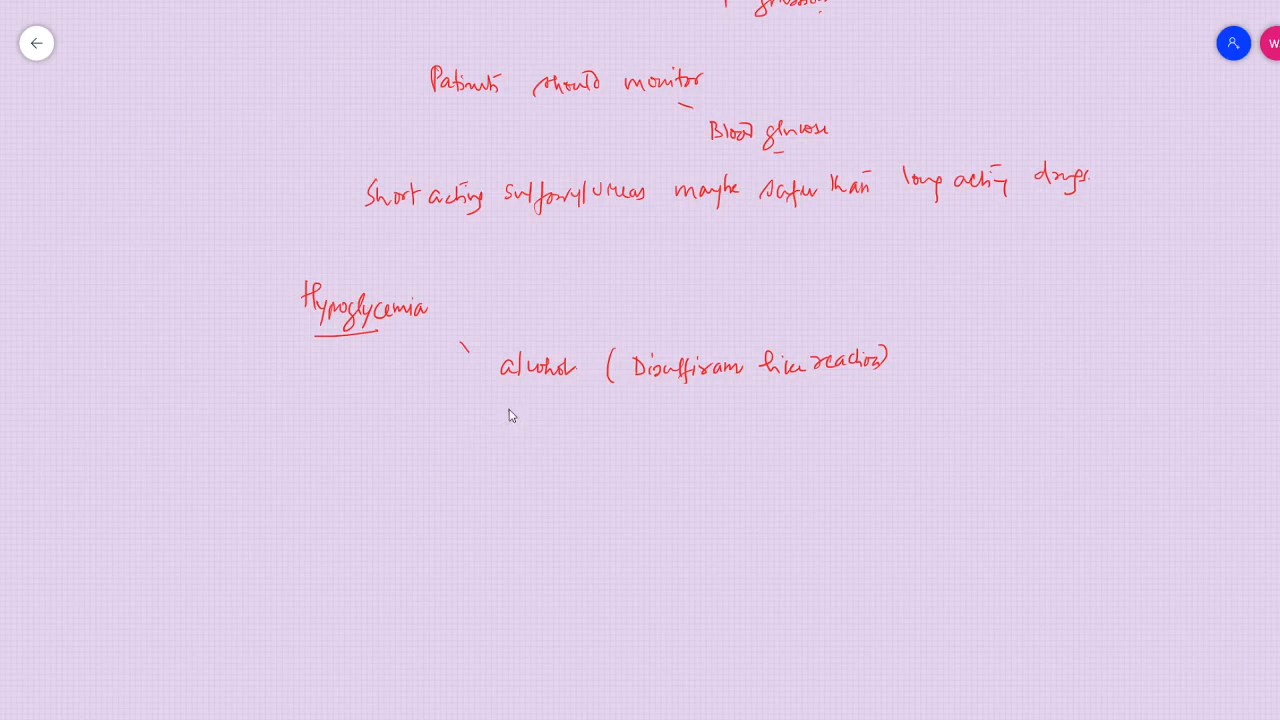 Patients should monitor
Blood glucose
Short acting sulfonylureas maybe safer than long acting drugs.
Hypoglycemia
alcohol (Disulfiram like reaction)
W